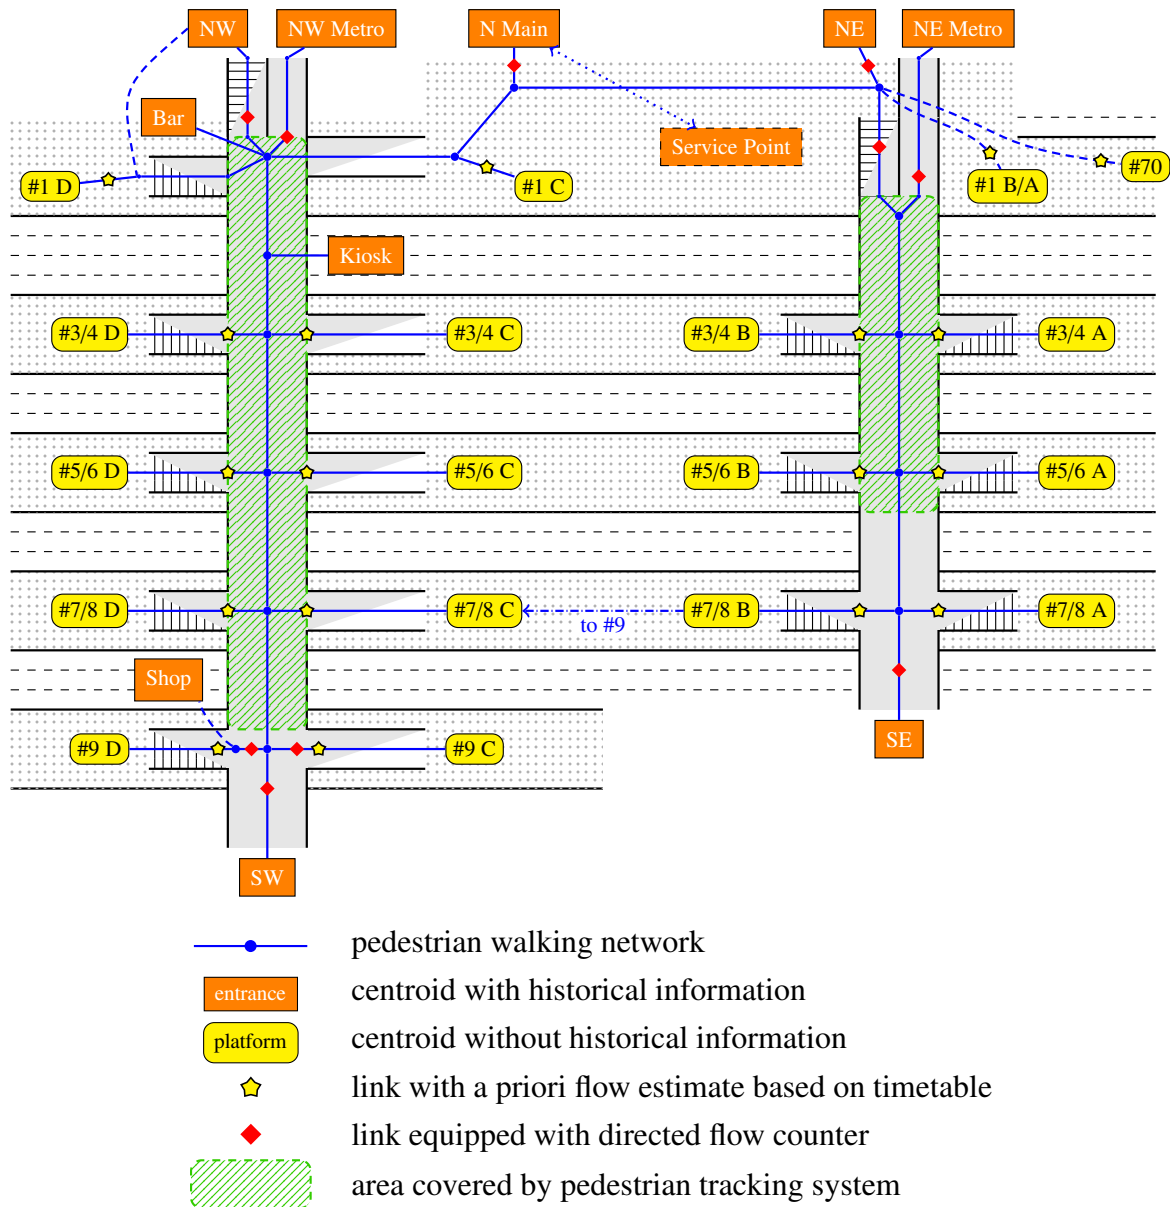 NW
NW Metro
N Main
NE
NE Metro
Bar
Service Point
#1 D
#1 C
#1 B/A
#70
Kiosk
#3/4 D
#3/4 C
#3/4 B
#3/4 A
#5/6 D
#5/6 C
#5/6 B
#5/6 A
#7/8 D
#7/8 C
to #9
#7/8 B
#7/8 A
Shop
#9 D
#9 C
SE
SW
pedestrian walking network
entrance
centroid with historical information
platform
centroid without historical information
link with a priori flow estimate based on timetable
link equipped with directed flow counter
area covered by pedestrian tracking system